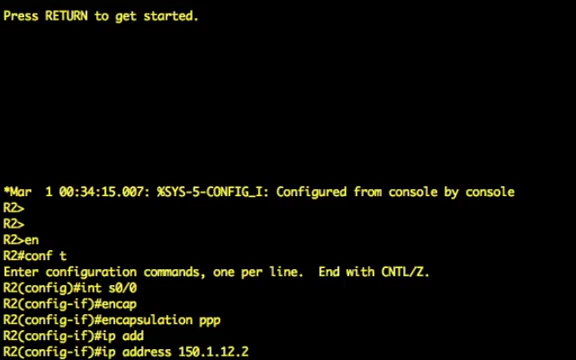 Press RETURN to get started.
*Mar  1 00:34:15.007: %SYS-5-CONFIG_I: Configured from console by console
R2>
R2>
R2>en
R2#conf t
Enter configuration commands, one per line.  End with CNTL/Z.
R2(config)#int s0/0
R2(config-if)#encap
R2(config-if)#encapsulation ppp
R2(config-if)#ip add
R2(config-if)#ip address 150.1.12.2